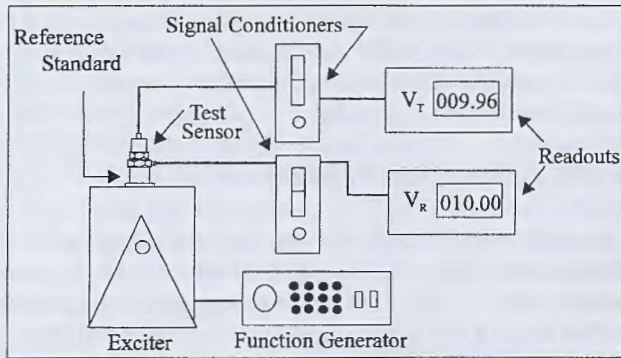 Signal Conditioners
Reference
Standard
Test
Sensor
V_T 009.96
Readouts
V_R 010.00
Exciter
Function Generator